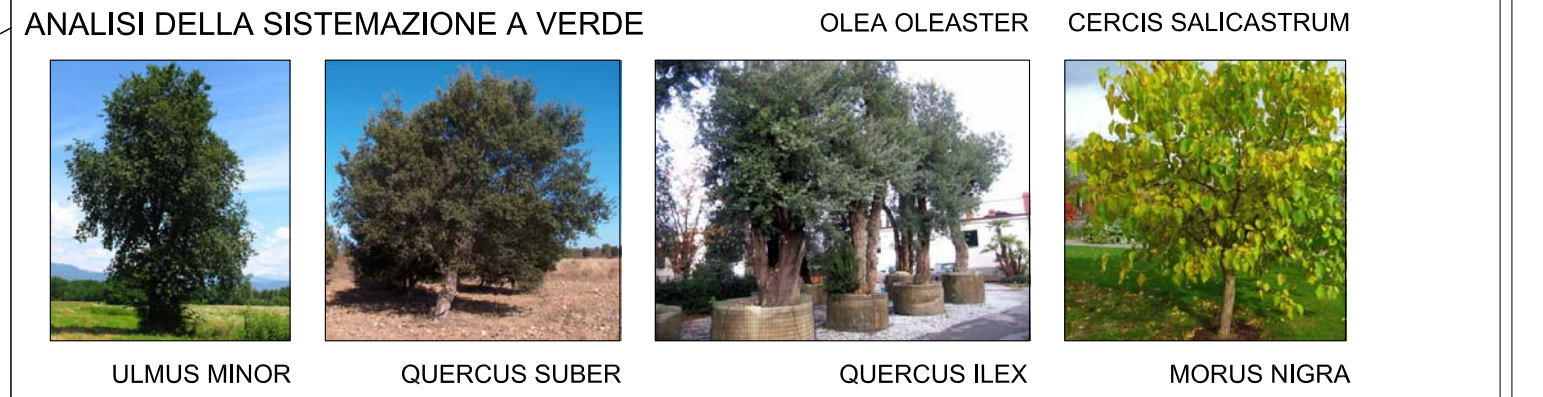 ANALISI DELLA SISTEMAZIONE A VERDE
OLEA OLEASTER
CERCIS SALICASTRUM
ULMUS MINOR
QUERCUS SUBER
QUERCUS ILEX
MORUS NIGRA